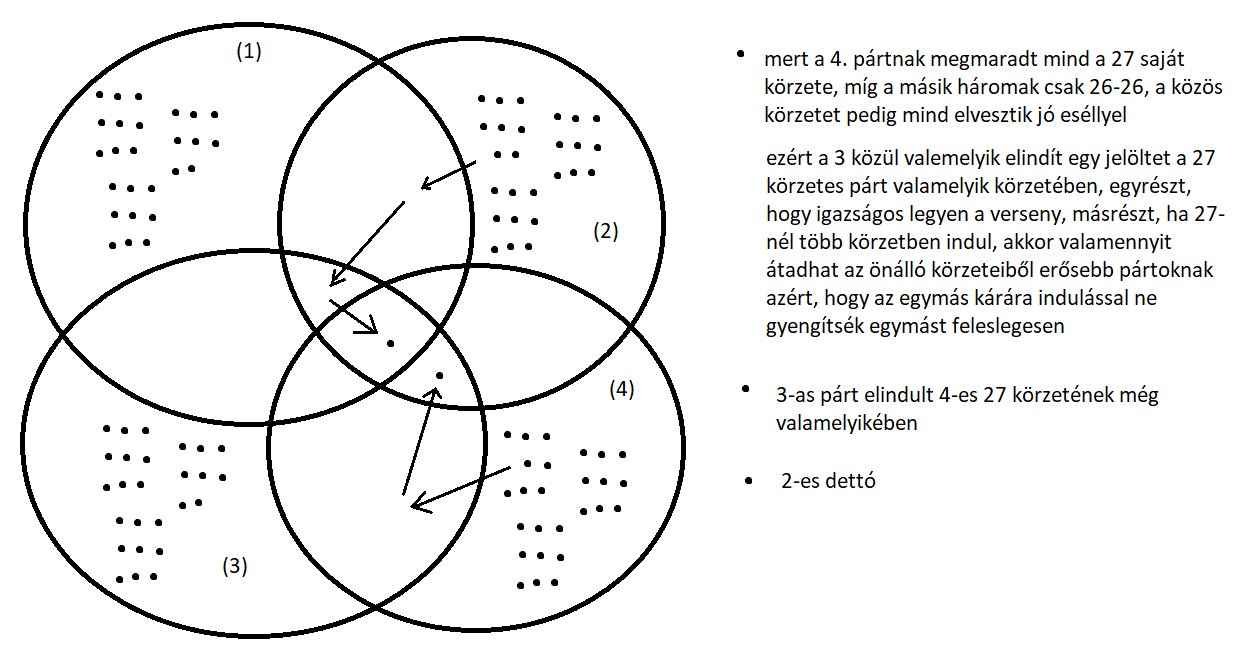 (1)
(2)
(4)
(3)
mert a 4. pártnak megmaradt mind a 27 saját
körzete, míg a másik háromak csak 26-26, a közös
körzetet pedig mind elvesztik jó eséllyel
ezért a 3 közül valemelyik elindít egy jelöltet a 27
körzetes párt valamelyik körzetében, egyrészt,
hogy igazságos legyen a verseny, másrészt, ha 27-
nél több körzetben indul, akkor valamennyit
átadhat az önálló körzeteiből erősebb pártoknak
azért, hogy az egymás kárára indulással ne
gyengítsék egymást feleslegesen
3-as párt elindult 4-es 27 körzetének még
valamelyikében
2-es dettó